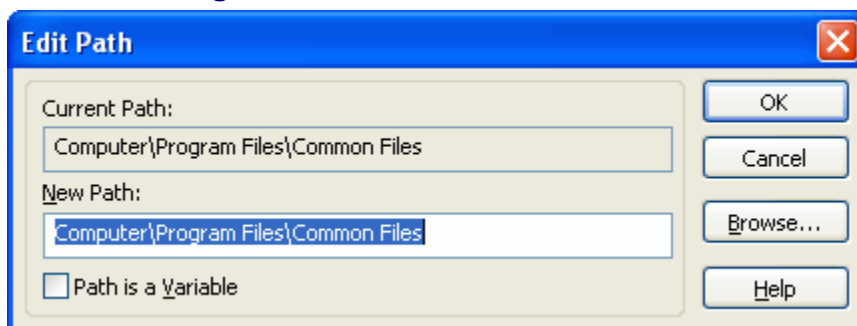 Edit Path
Current Path:
OK
Computer\Program Files\Common Files
Cancel
New Path:
Computer\Program Files\Common Files
Browse...
Path is a Variable
Help